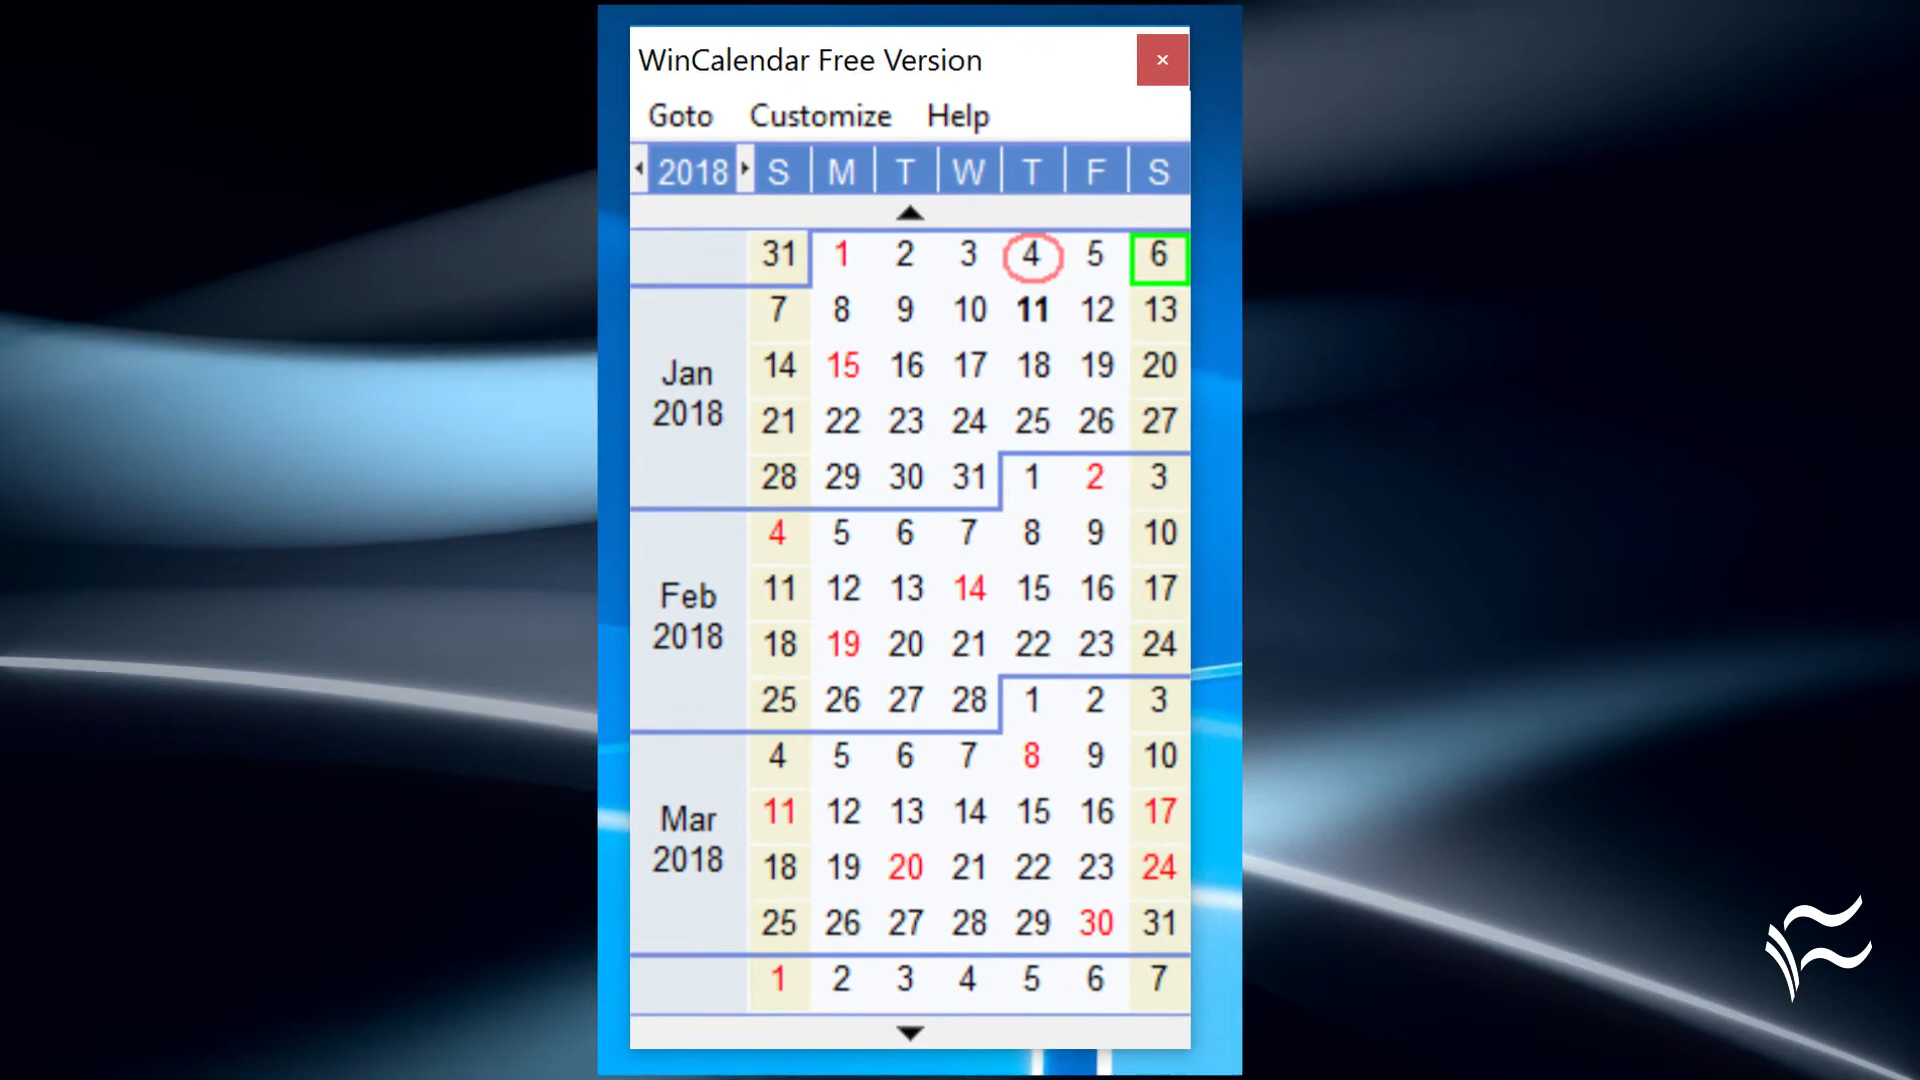 WinCalendar Free Version
×
Goto Customize Help
2018 S M T W T F S
31 1 2 3 4 5 6
7 8 9 10 11 12 13
Jan 2018
14 15 16 17 18 19 20
21 22 23 24 25 26 27
28 29 30 31 1 2 3
4 5 6 7 8 9 10
Feb 2018
11 12 13 14 15 16 17
18 19 20 21 22 23 24
25 26 27 28 1 2 3
4 5 6 7 8 9 10
Mar 2018
11 12 13 14 15 16 17
18 19 20 21 22 23 24
25 26 27 28 29 30 31
1 2 3 4 5 6 7